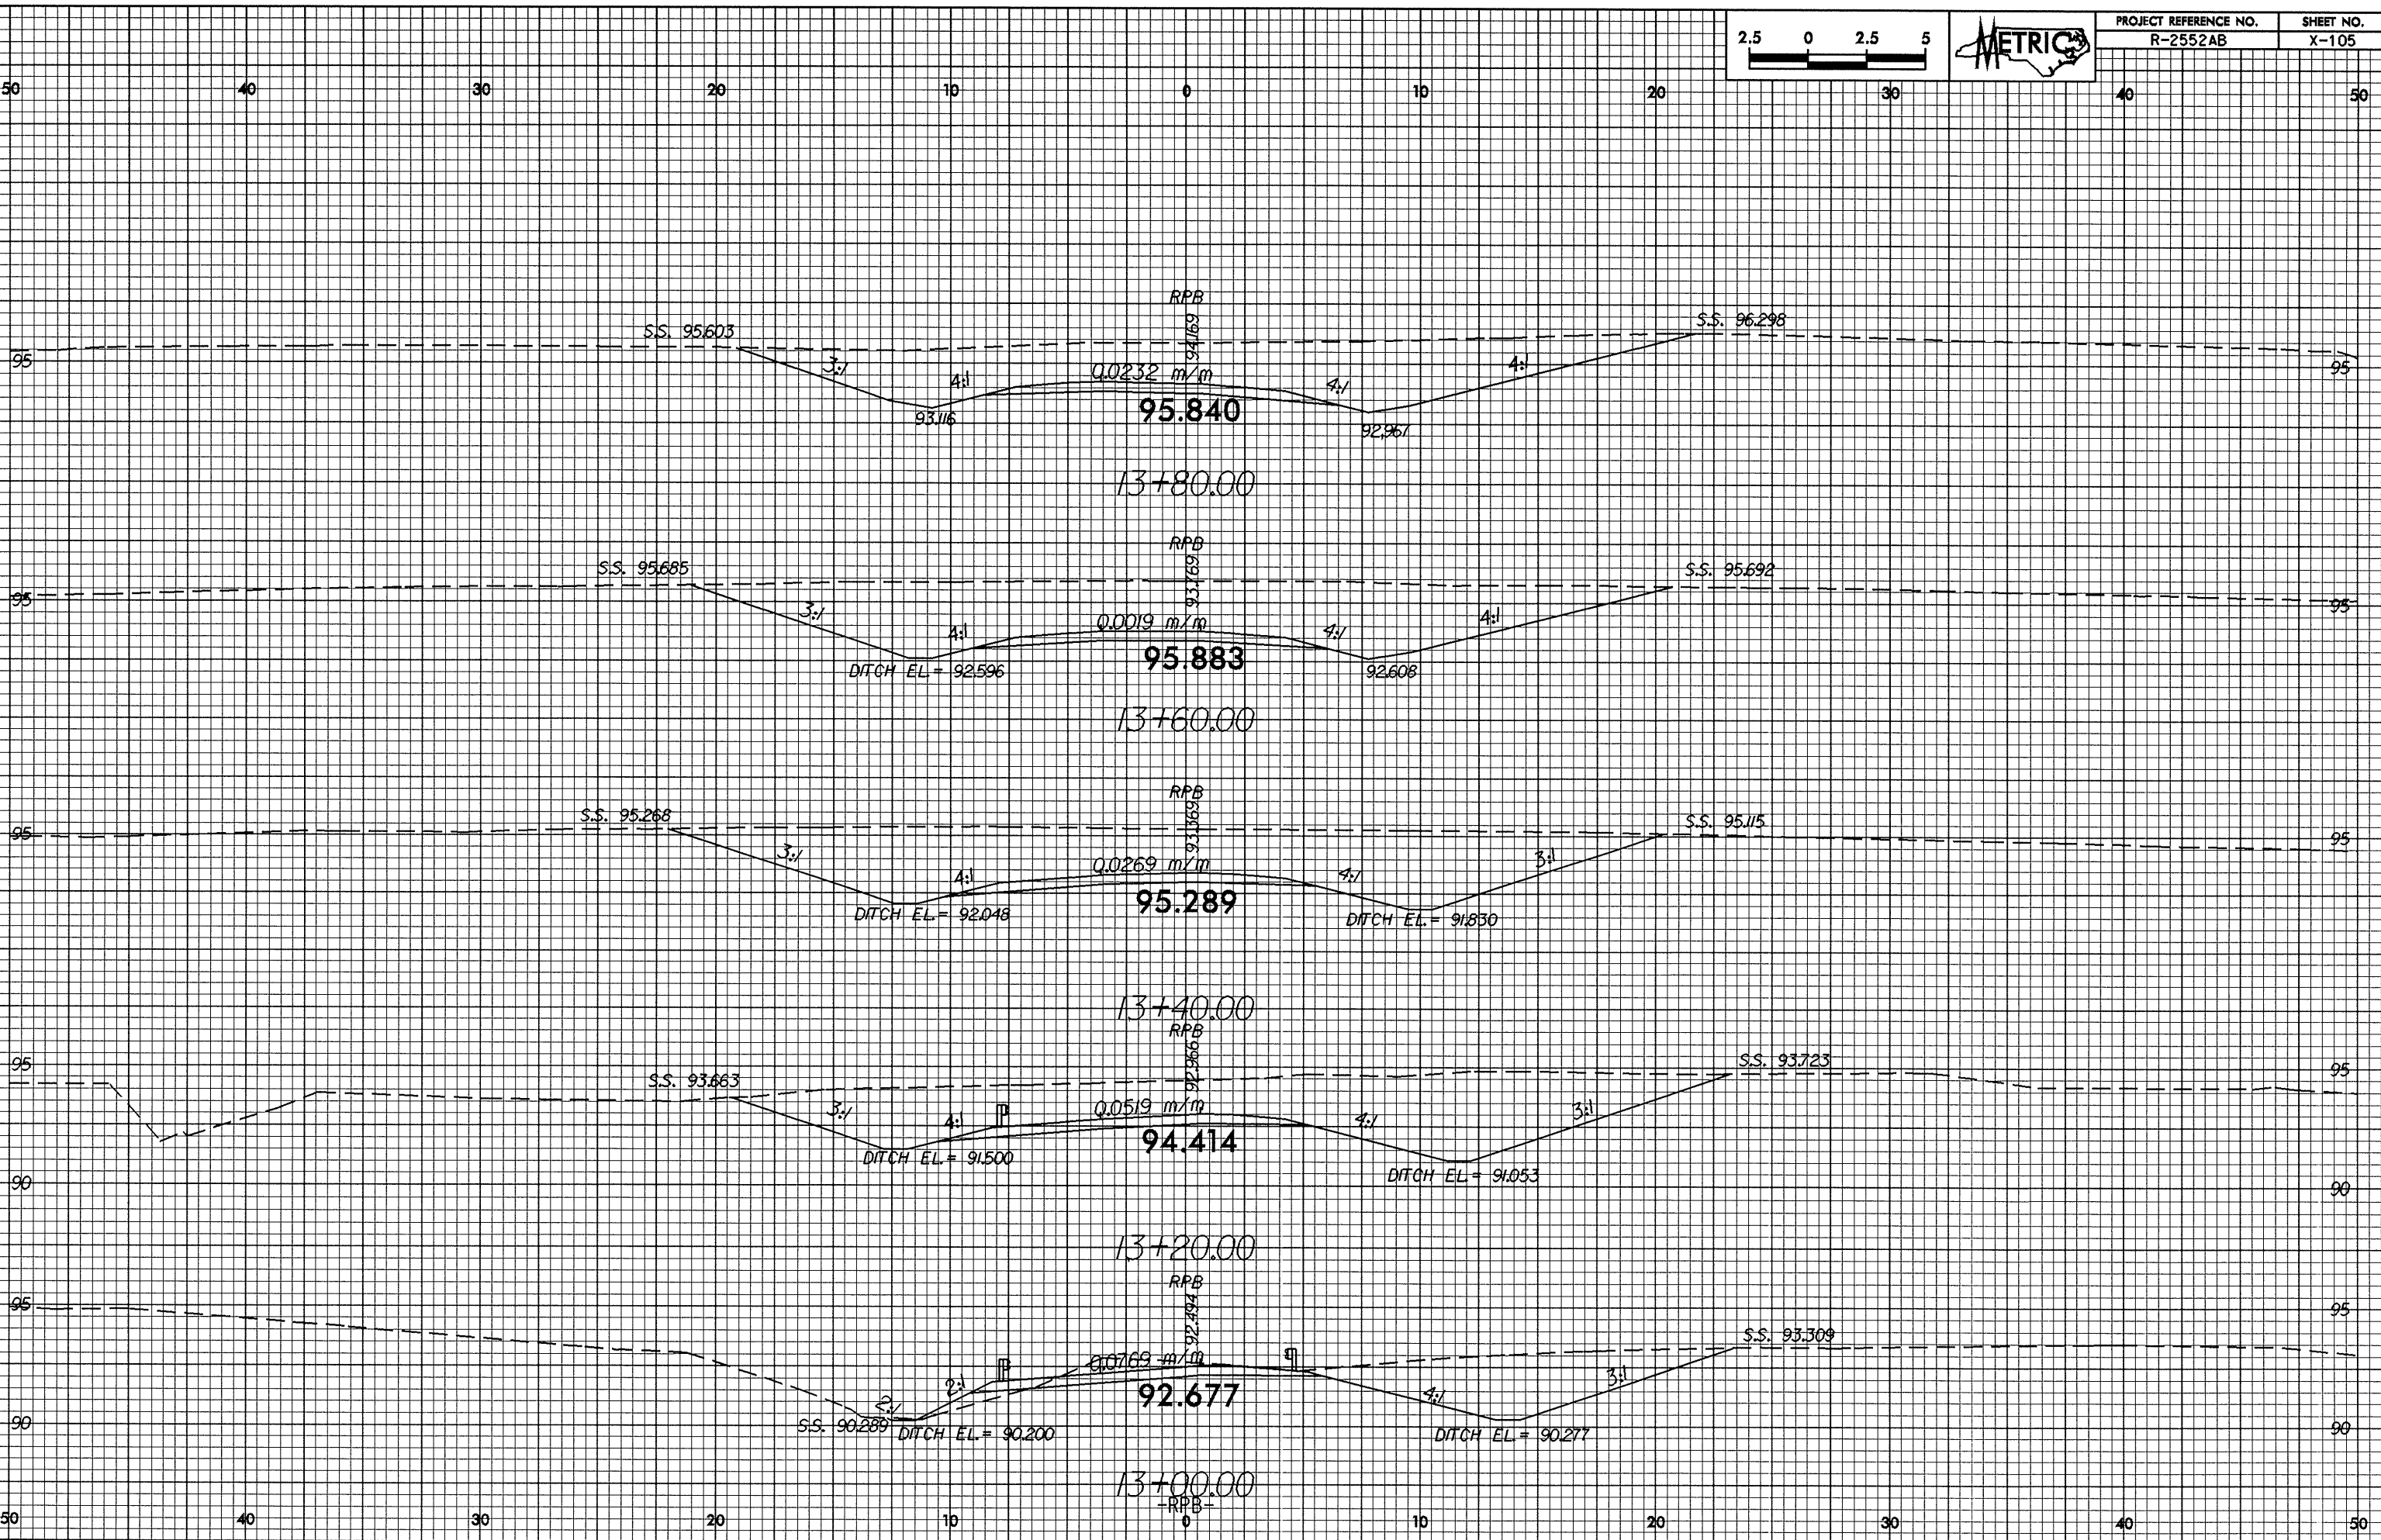 PROJECT REFERENCE NO. SHEET NO.
R-2552AB X-105
2.5 0 2.5 5
METRIC
50 40 30 20 10 0 10 20 30 40 50
RPB
94.169
S.S. 95.603
S.S. 96.298
3:1 4:1 0.0232 m/m 4:1 4:1
95 95
93.116
95.840
92.967
13+80.00
RPB
93.769
S.S. 95.685
S.S. 95.692
95 95
3:1 4:1 0.0019 m/m 4:1 4:1
DITCH EL.= 92.596
95.883
92.608
13+60.00
RPB
93.369
S.S. 95.268
S.S. 95.115
95 95
3:1 4:1 0.0269 m/m 4:1 3:1
DITCH EL.= 92.048
95.289
DITCH EL.= 91.830
13+40.00
RPB
92.966
95 95
S.S. 93.663
S.S. 93.723
3:1 4:1 0.0519 m/m 4:1 3:1
DITCH EL.= 91.500
94.414
DITCH EL.= 91.053
90 90
13+20.00
RPB
92.494
95 95
S.S. 93.309
2:1 2:1 0.0769 m/m 4:1 3:1
92.677
S.S. 90.289
DITCH EL.= 90.200
DITCH EL.= 90.277
90 90
13+00.00
-RPB-
50 40 30 20 10 0 10 20 30 40 50